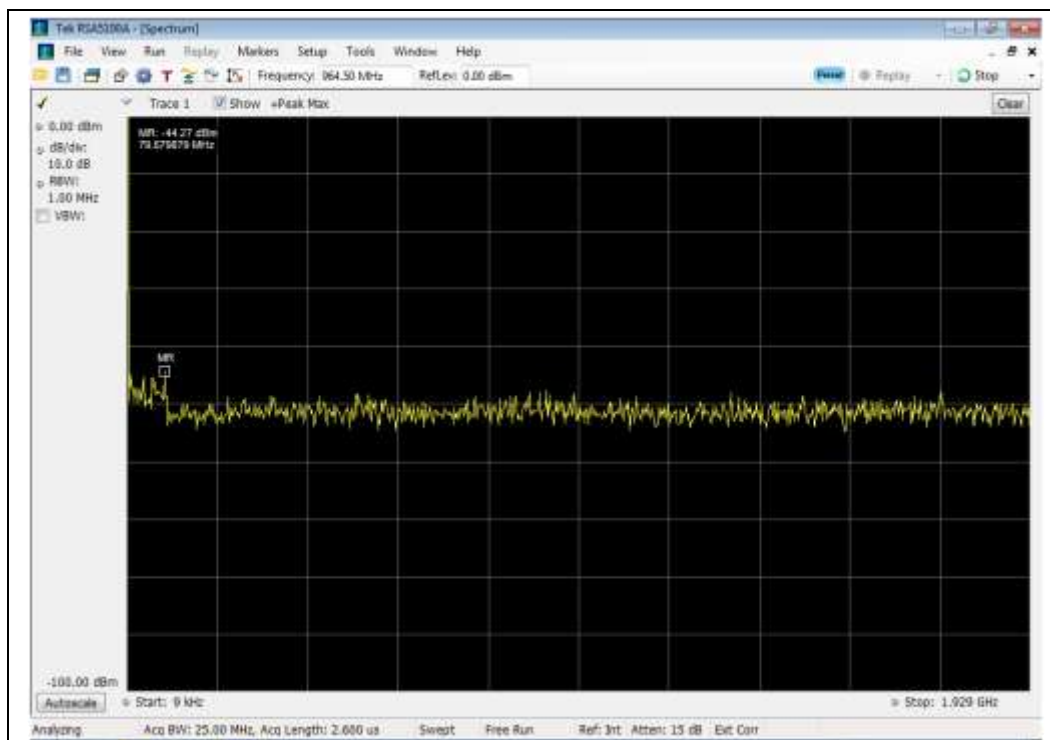 Tek RSA5100A - [Spectrum]
File View Run Replay Markers Setup Tools Window Help
Frequency: 964.50 MHz RefLev: 0.00 dBm Preset Replay Stop
Trace 1 Show +Peak Max Clear
0.00 dBm
dB/div:
10.0 dB
RBW:
1.00 MHz
VBW:
MR: -44.27 dBm
MHz
MR
-100.00 dBm
Autoscale Start: 9 kHz Stop: 1.929 GHz
Analyzing Acq BW: 25.00 MHz, Acq Length: 2.600 us Swept Free Run Ref: Int Atten: 15 dB Ext Corr